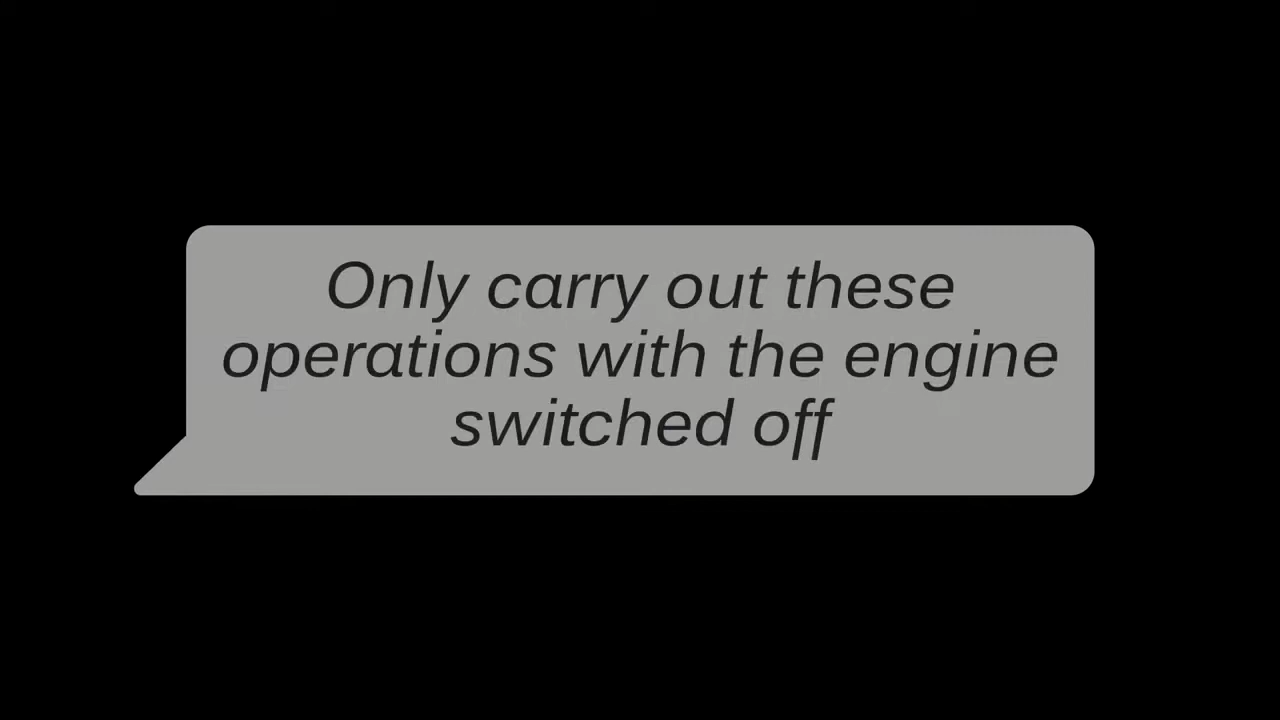 Only carry out these
operations with the engine
switched off